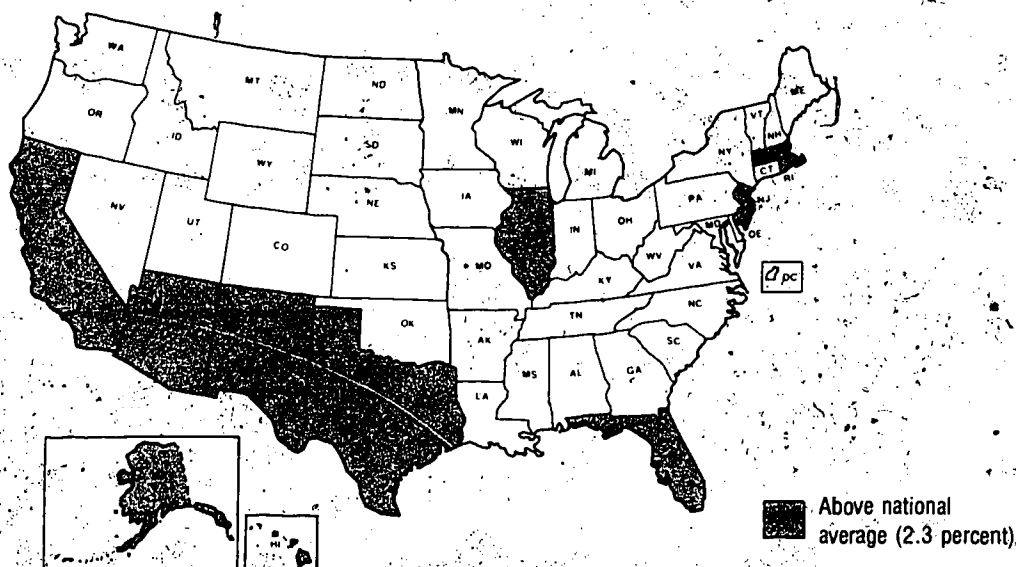 WA
MT
ND
MN
OR
ID
SD
WI
MI
NY
VT
NH
ME
WY
IA
NE
PA
CT
RI
NJ
NV
UT
CO
KS
MO
IN
OH
WV
MD
DE
VA
KY
pc
OK
AK
TN
NC
SC
MS
AL
GA
LA
HI
Above national
average (2.3 percent)